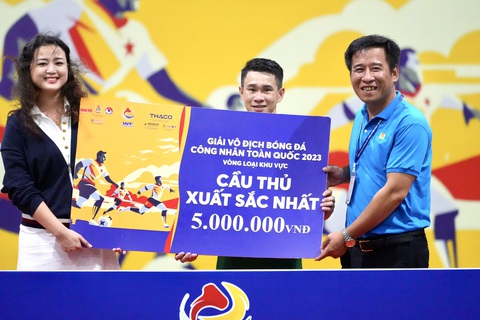 THACO
GIẢI VÔ ĐỊCH BÓNG ĐÁ
CÔNG NHÂN TOÀN QUỐC 2023
VÒNG LOẠI KHU VỰC
CẦU THỦ
XUẤT SẮC NHẤT
5.000.000VNĐ